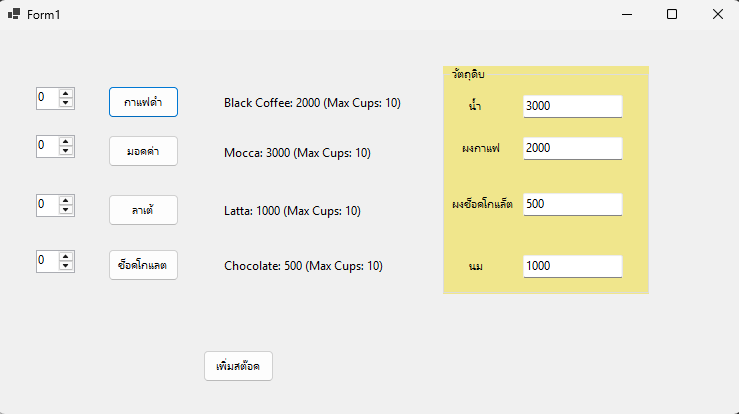 Form1
วัตถุดิบ
0
กาแฟดำ
Black Coffee: 2000 (Max Cups: 10)
น้ำ
3000
0
มอคค่า
Mocca: 3000 (Max Cups: 10)
ผงกาแฟ
2000
0
ลาเต้
Latta: 1000 (Max Cups: 10)
ผงช็อคโกแล็ต
500
0
ช็อคโกแลต
Chocolate: 500 (Max Cups: 10)
นม
1000
เพิ่มสต๊อค